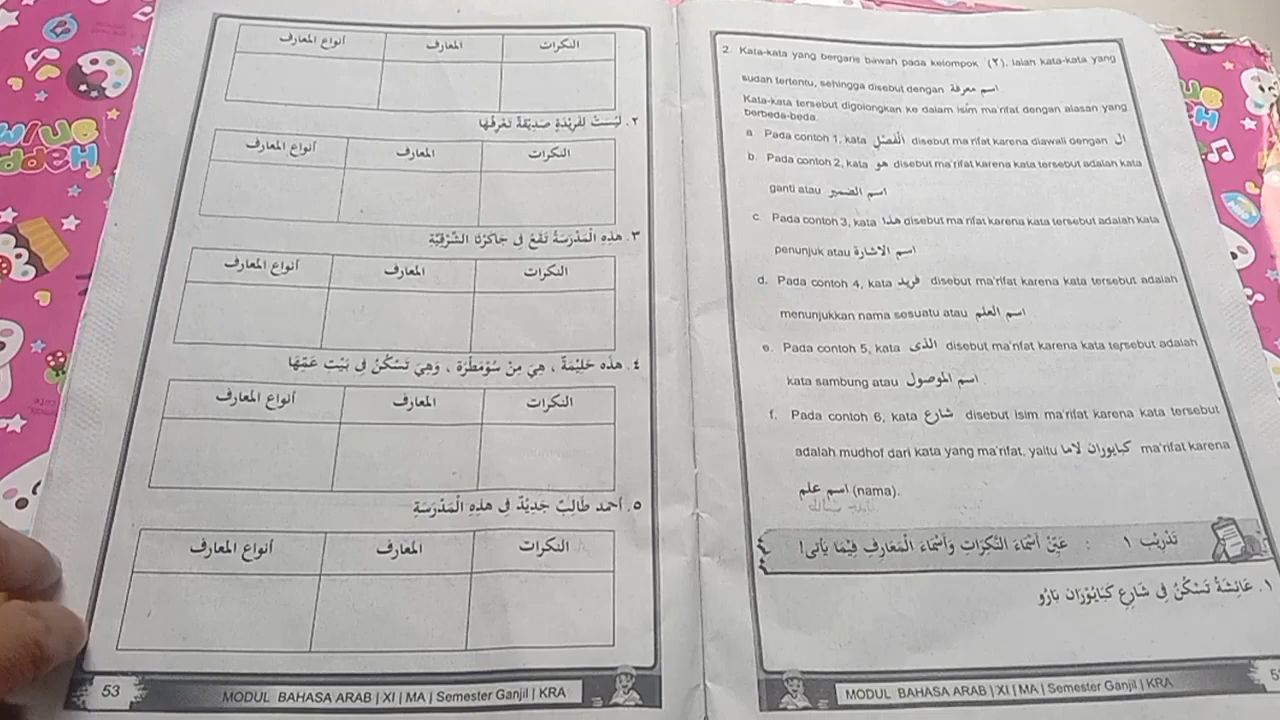 2. Kata-kata yang bergaris bawah pada kelompok (٢), ialah kata-kata yang
sudah tertentu, sehingga disebut dengan اسم معرفة
Kata-kata tersebut digolongkan ke dalam isim ma'rifat dengan alasan yang
berbeda-beda.
a. Pada contoh 1, kata الْفَصْل disebut ma'rifat karena diawali dengan ال
b. Pada contoh 2, kata هو disebut ma'rifat karena kata tersebut adalah kata
ganti atau اسم الضمير
c. Pada contoh 3, kata هذا disebut ma'rifat karena kata tersebut adalah kata
penunjuk atau اسم الاشارة
d. Pada contoh 4, kata فريد disebut ma'rifat karena kata tersebut adalah
menunjukkan nama sesuatu atau اسم العلم
e. Pada contoh 5, kata الذى disebut ma'rifat karena kata tersebut adalah
kata sambung atau اسم الموصول.
f. Pada contoh 6, kata شارع disebut isim ma'rifat karena kata tersebut
adalah mudhof dari kata yang ma'rifat, yaitu كبايوران لاما ma'rifat karena
اسم علم (nama).
تَدْرِيْب ١ : عَيِّنْ أَسْمَاءَ النَّكِرَاتِ وَأَسْمَاءَ الْمَعَارِفِ فِيْمَا يَأْتى!
١. عَائِشَةُ تَسْكُنُ فِى شَارِعِ كَبَايُوْرَان بَارُو
MODUL BAHASA ARAB | XI | MA | Semester Ganjil | KRA
النكرات المعارف أنواع المعارف
٢. لَيْسَتْ لِفَرِيْدَةِ صَدِيْقَةٌ تَعْرِفُهَا
النكرات المعارف أنواع المعارف
٣. هذِهِ الْمَدْرَسَةُ تَقَعُ فِى جَاكَرْتَا الشَّرْقِيَّةِ
النكرات المعارف أنواع المعارف
٤. هذِه حَلِيْمَةٌ ، هِيَ مِنْ سُوْمَطْرَة ، وَهِيَ تَسْكُنُ فِى بَيْتِ عَمِّهَا
النكرات المعارف أنواع المعارف
٥. أحمد طَالِبٌ جَدِيْدٌ فِى هذِهِ الْمَدْرَسَةِ
النكرات المعارف أنواع المعارف
53
MODUL BAHASA ARAB | XI | MA | Semester Ganjil | KRA